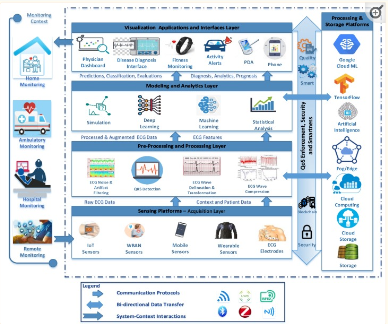 Monitoring
Context
Home
Monitoring
Ambulatory
Monitoring
Hospital
Monitoring
Remote
Monitoring
Visualization Applications and Interfaces Layer
Physician
Dashboard
Disease Diagnosis
Interface
Fitness
Monitoring
Activity
Alerts
PDA
Phone
Predictions, Classification, Evaluations
Diagnosis, Analytics, Prognosis
Modeling and Analytics Layer
Simulation
Deep
Learning
Machine
Learning
Statistical
Analysis
Processed & Augmented ECG Data
ECG Features
Pre-Processing and Processing Layer
ECG Noise &
Artifact
Filtering
QRS Detection
ECG Wave
Delineation &
Transformation
ECG Wave
Compression
Raw ECG Data
Context and Patient Data
Sensing Platforms – Acquisition Layer
IoT
Sensors
WBAN
Sensors
Mobile
Sensors
Wearable
Sensors
ECG
Electrodes
Quality
Smart
QoS Enforcement, Security
and Smartness
Security
Processing &
Storage Platforms
Google
Cloud ML
TensorFlow
Artificial
Intelligence
Fog/Edge
Cloud
Computing
Cloud
Storage
Storage
Legend
Communication Protocols
Bi-directional Data Transfer
System-Context Interactions